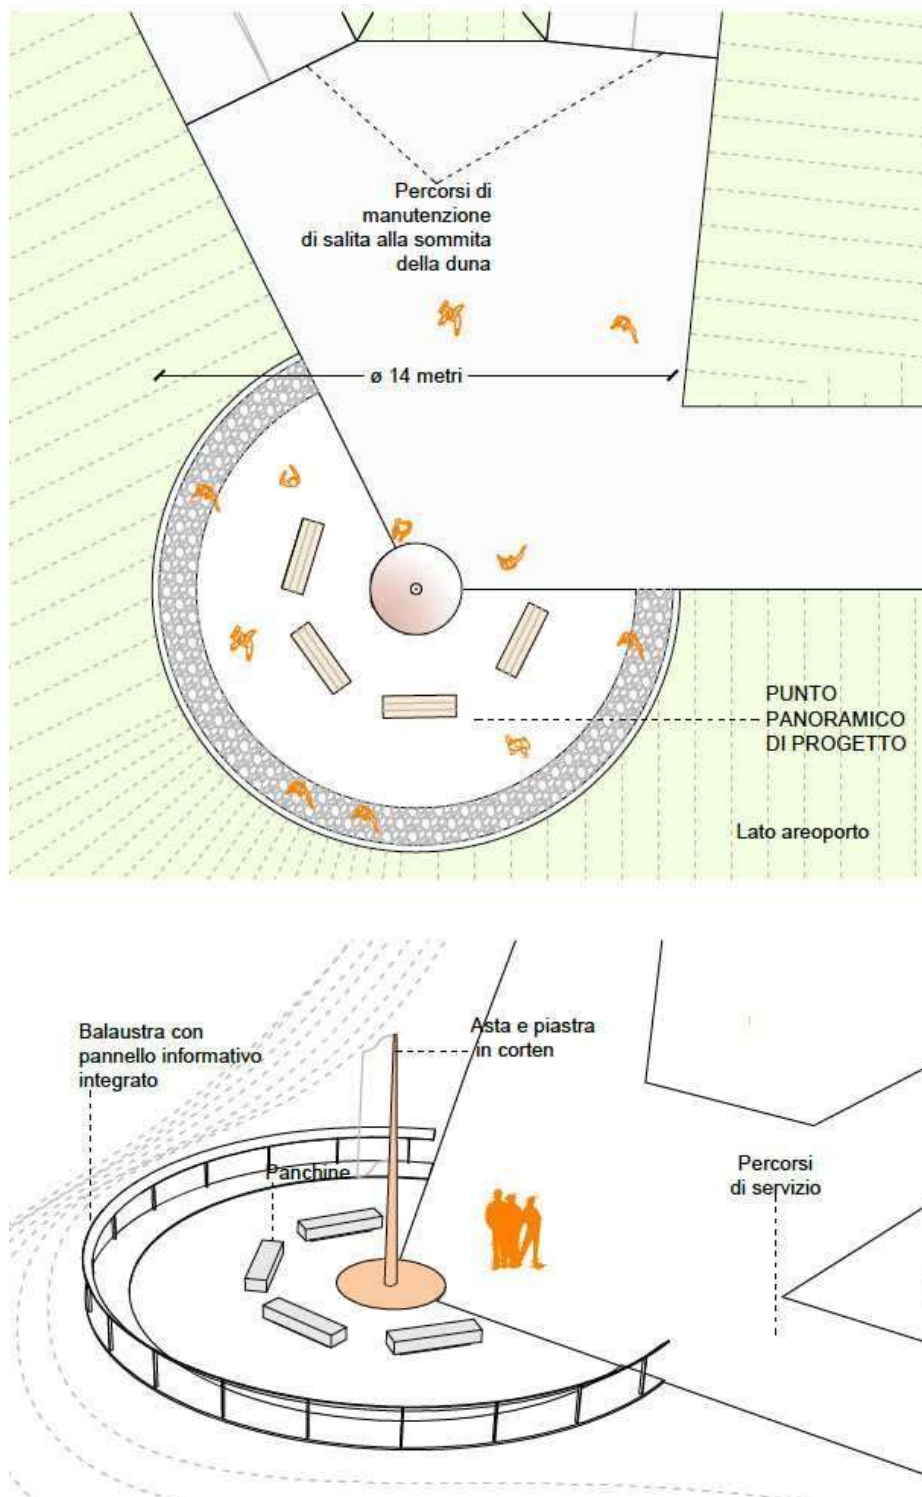 Percorsi di
manutenzione
di salita alla sommita
della duna
ø 14 metri
PUNTO
PANORAMICO
DI PROGETTO
Lato areoporto
Balaustra con
pannello informativo
integrato
Asta e piastra
in corten
Panchine
Percorsi
di servizio